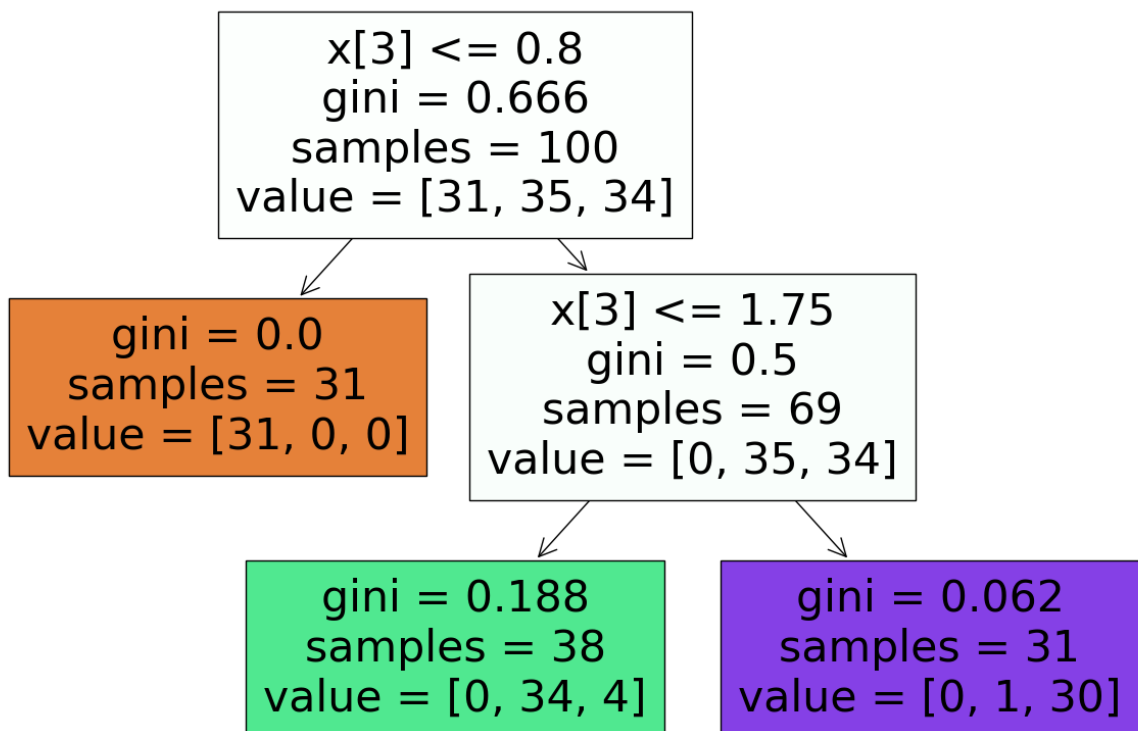 x[3] <= 0.8
gini = 0.666
samples = 100
value = [31, 35, 34]
gini = 0.0
samples = 31
value = [31, 0, 0]
x[3] <= 1.75
gini = 0.5
samples = 69
value = [0, 35, 34]
gini = 0.188
samples = 38
value = [0, 34, 4]
gini = 0.062
samples = 31
value = [0, 1, 30]